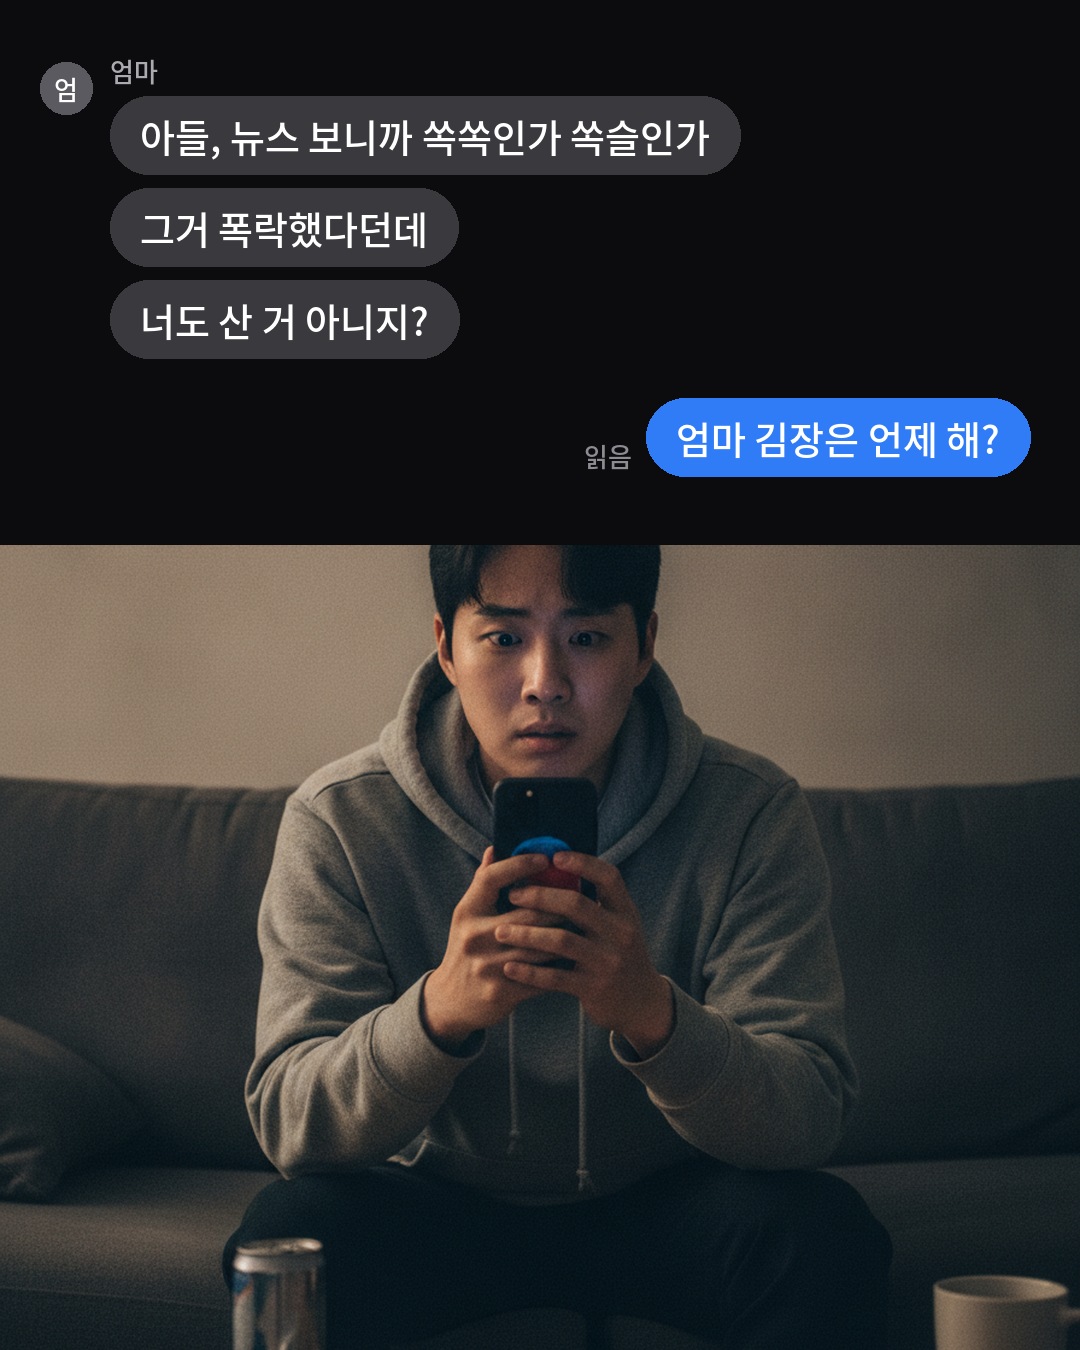 엄
엄마
아들, 뉴스 보니까 쏙쏙인가 쏙슬인가
그거 폭락했다던데
너도 산 거 아니지?
읽음
엄마 김장은 언제 해?